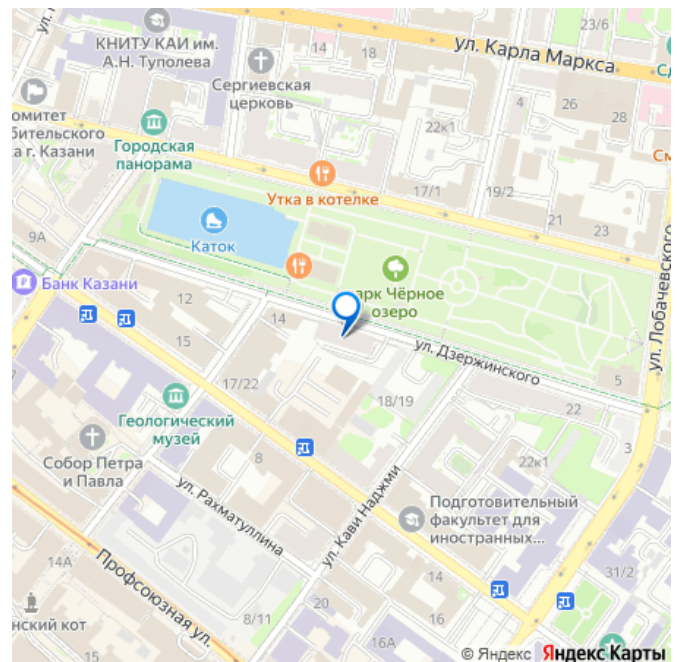 23/6
КНИТУ КАИ им.
А.Н. Туполева
14
18
ул. Карла Маркса
Сергиевская
церковь
4
26
28
омитет
бительского
а г. Казани
Городская
панорама
22к1
См
Утка в котелке
17/1
19/2
21
23
9А
Каток
Банк Казани
12
арк Чёрное
озеро
ул. Лобачевского
14
15
ул. Дзержинского
5
17/22
18/19
22
Геологический
музей
3
Собор Петра
и Павла
8
22к1
ул. Рахматуллина
ул. Кави Наджми
Подготовительный
факультет для
иностранных...
14А
Профсоюзная ул.
14
31/2
8/11
20
нский кот
16А
16
© Яндекс Яндекс Карты